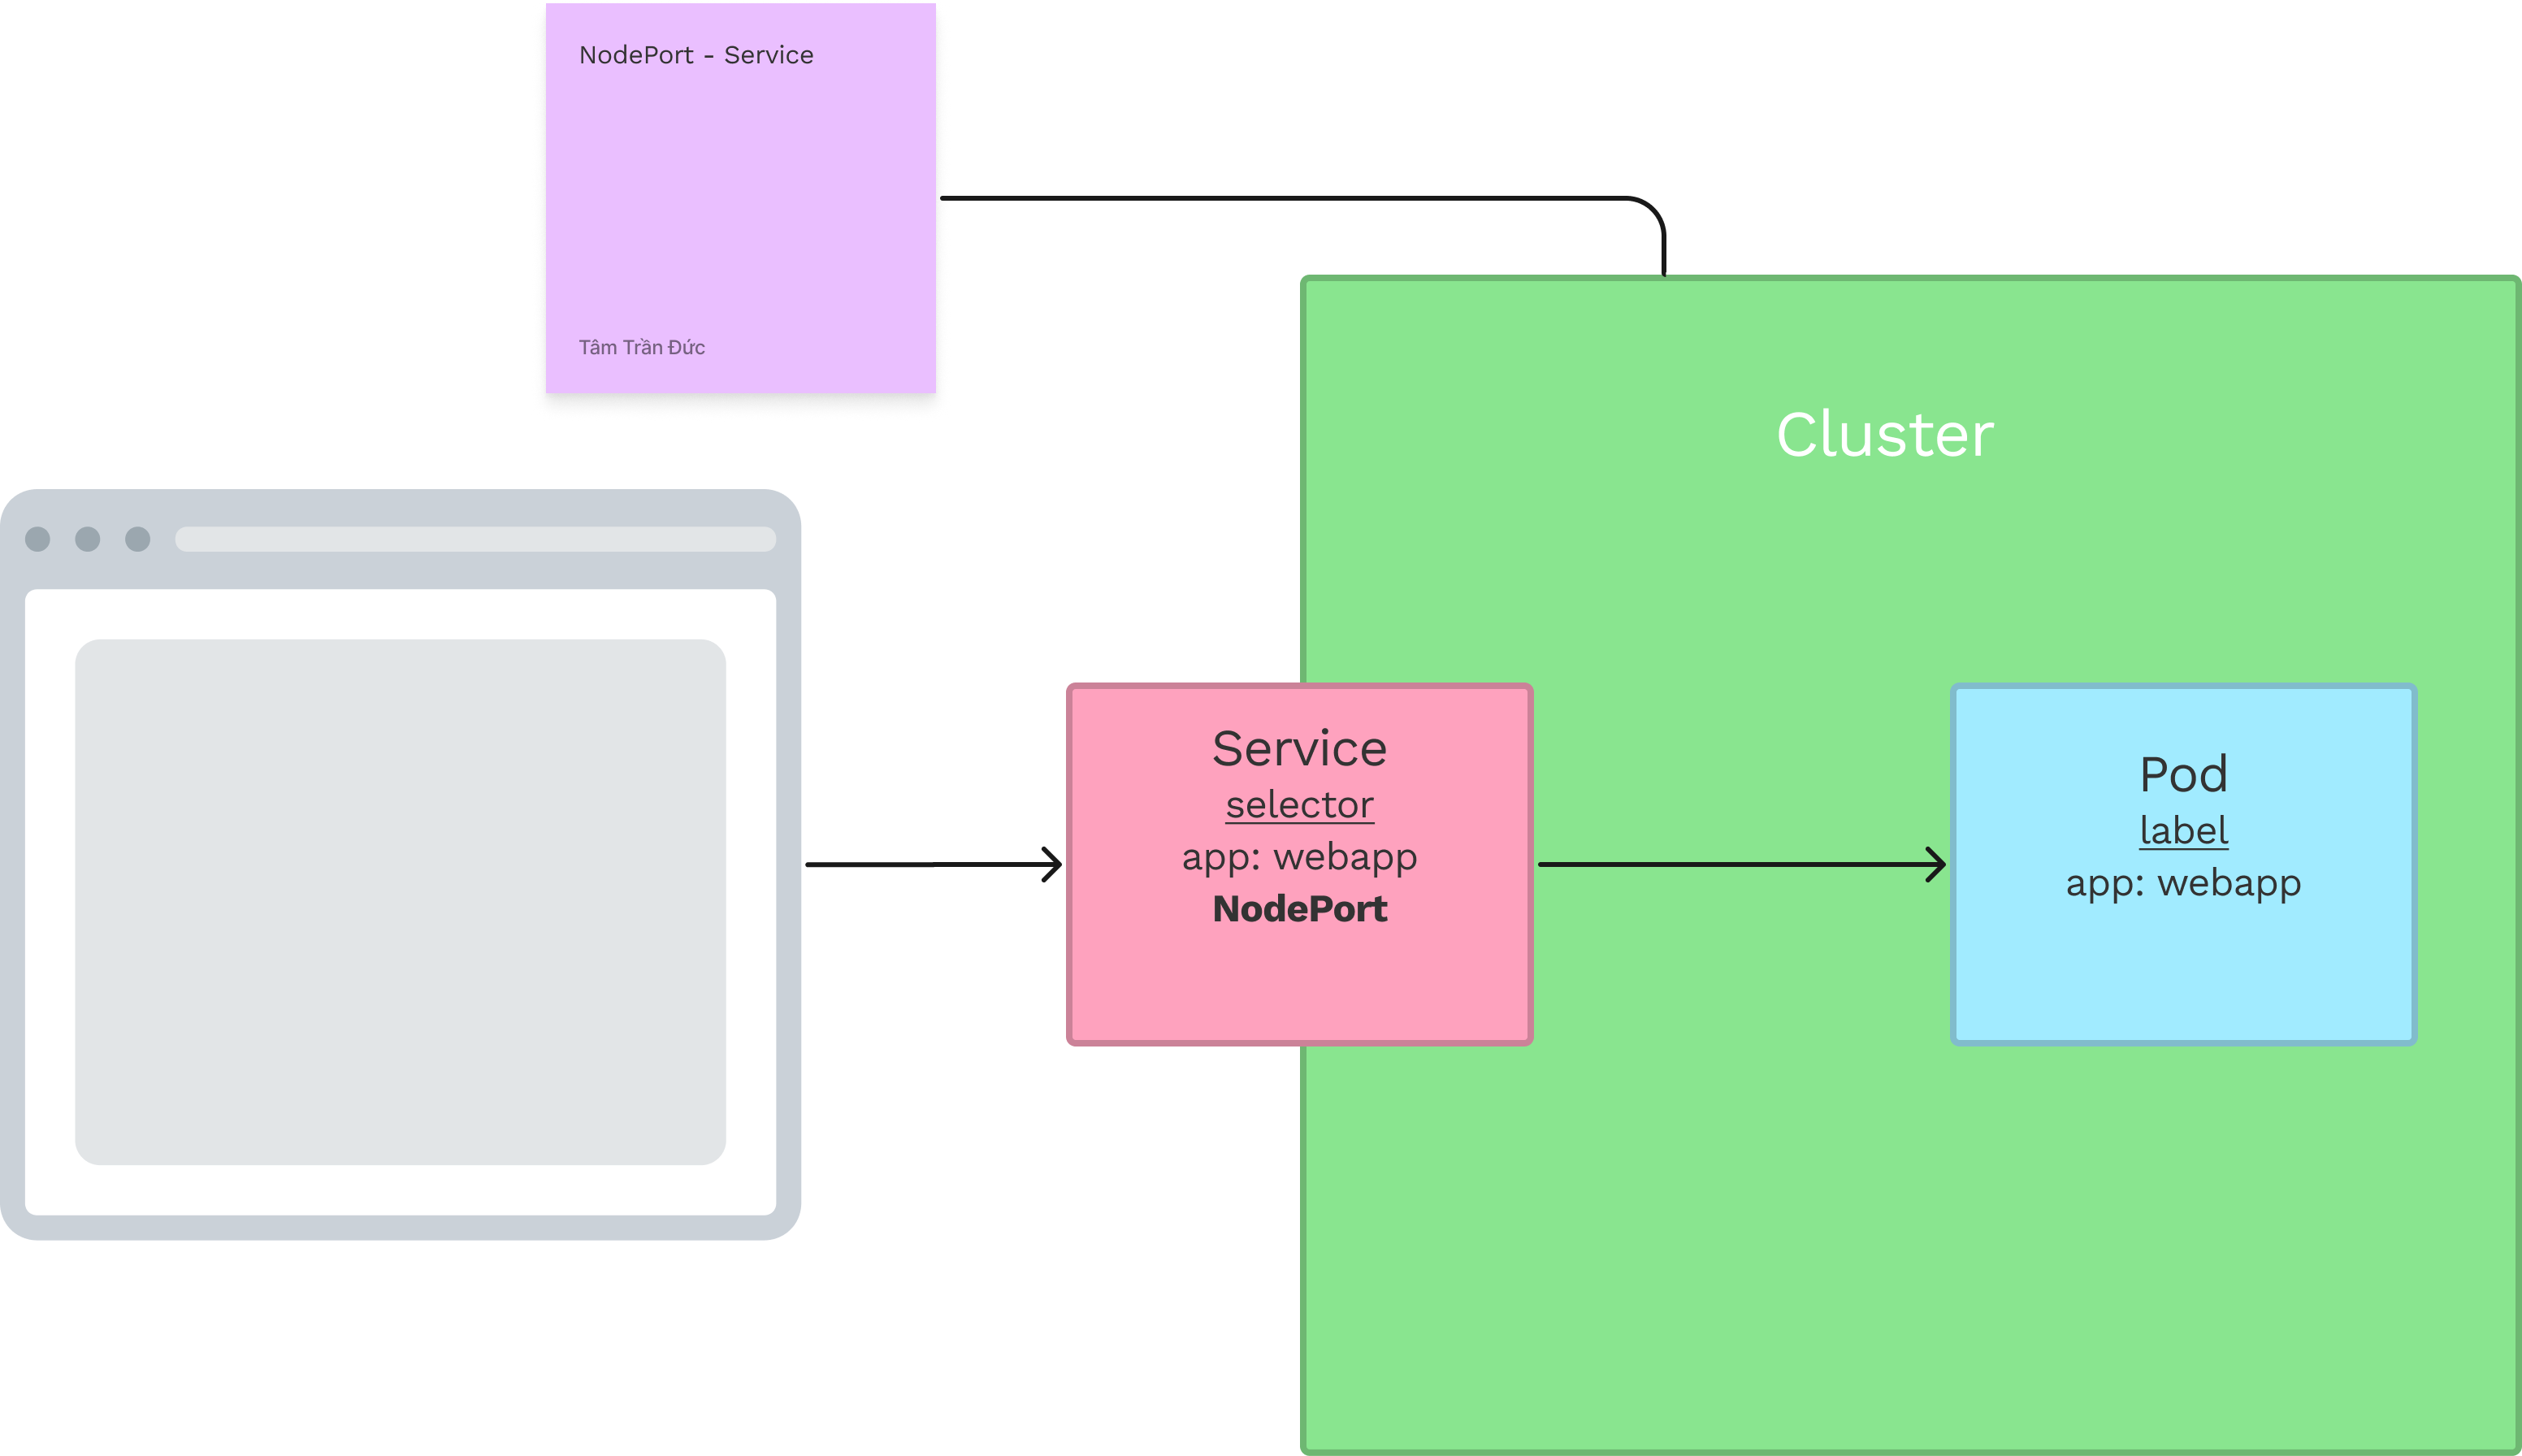 NodePort - Service
Tâm Trần Đức
Cluster
Service
selector
app: webapp
NodePort
Pod
label
app: webapp